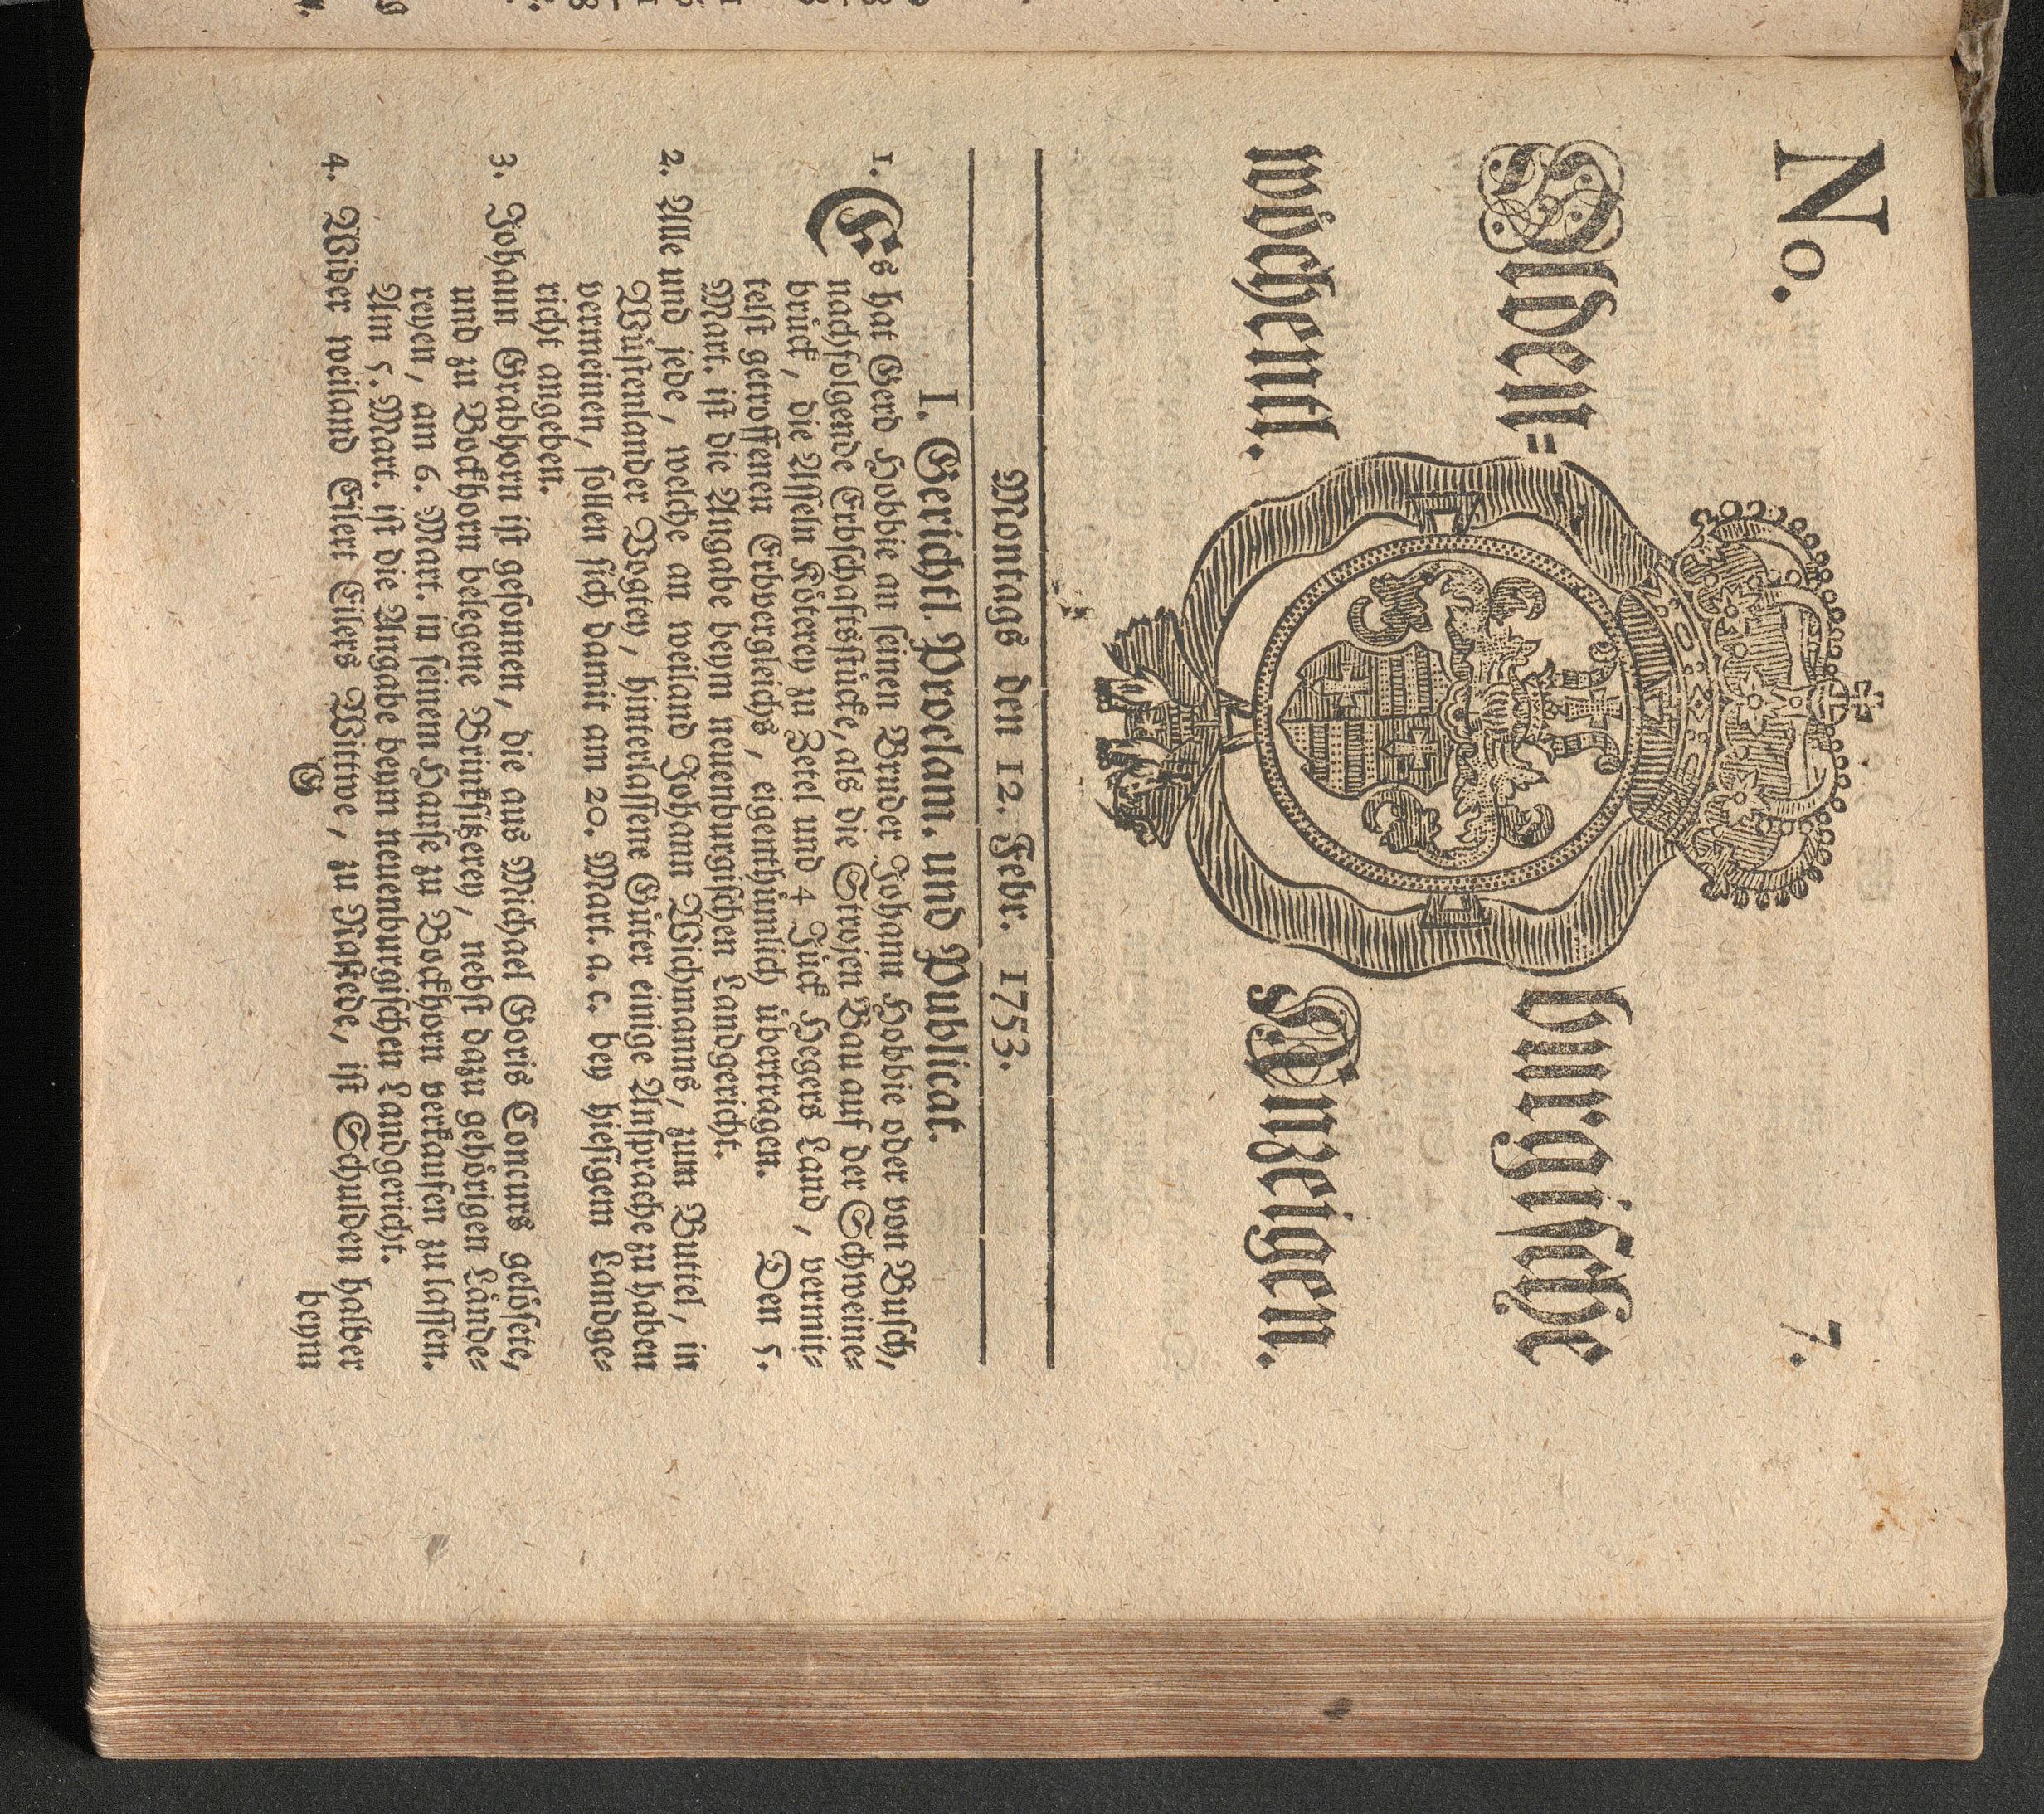 No. 7.
Olden= burgische
wöchentl. Anzeigen.
Montags den 12. Febr. 1753.
I. Gerichtl. Proclam. und Publicat.
1. Es hat Gerd Hobbie an seinen Bruder Johann Hobbie oder von Busch,
nachfolgende Erbschaftsstücke, als die Strojen Bau auf der Schweine=
brück, die Asseln Köterey zu Zetel und 4 Jück Hegers Land, vermit=
telst getroffenen Erbvergleichs, eigenthümlich übertragen. Den 5.
Mart. ist die Angabe beym neuenburgischen Landgericht.
2. Alle und jede, welche an weiland Johann Wichmanns, zum Buttel, in
Wüstenlander Vogtey, hinterlassene Güter einige Ansprache zu haben
vermeinen, sollen sich damit am 20. Mart. a. c. bey hiesigem Landge=
richt angeben.
3. Johann Grabhorn ist gesonnen, die aus Michael Goris Concurs gelösete,
und zu Bockhorn belegene Brinksitzerey, nebst dazu gehörigen Lände=
reyen, am 6. Mart. in seinem Hause zu Bockhorn verkaufen zu lassen.
Am 5. Mart. ist die Angabe beym neuenburgischen Landgericht.
4. Wider weiland Eilert Eilers Wittwe, zu Rastede, ist Schulden halber
G beym